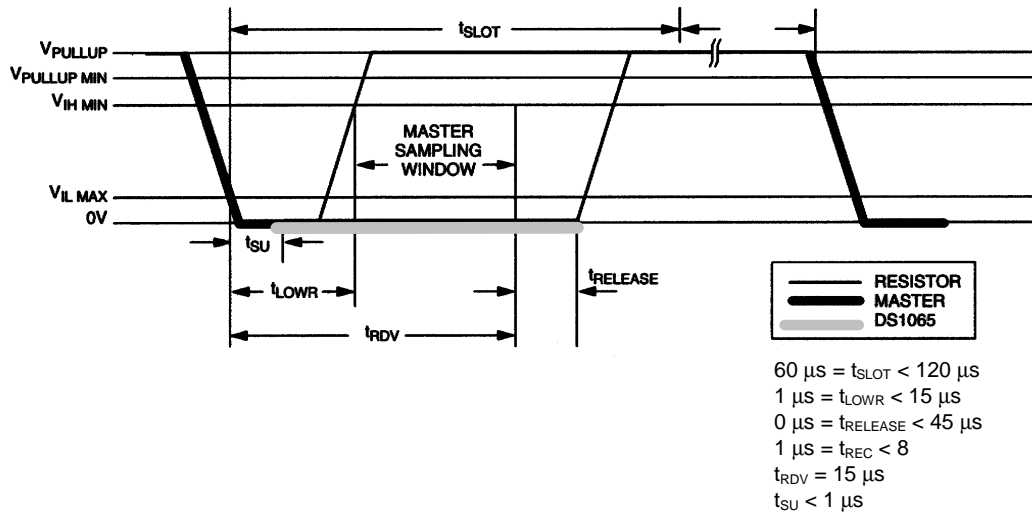 tSLOT
VPULLUP
VPULLUP MIN
VIH MIN
MASTER
SAMPLING
WINDOW
VIL MAX
0V
tSU
tLOWR
tRELEASE
tRDV
RESISTOR
MASTER
DS1065
60 μs = tSLOT < 120 μs
1 μs = tLOWR < 15 μs
0 μs = tRELEASE < 45 μs
1 μs = tREC < 8
tRDV = 15 μs
tSU < 1 μs